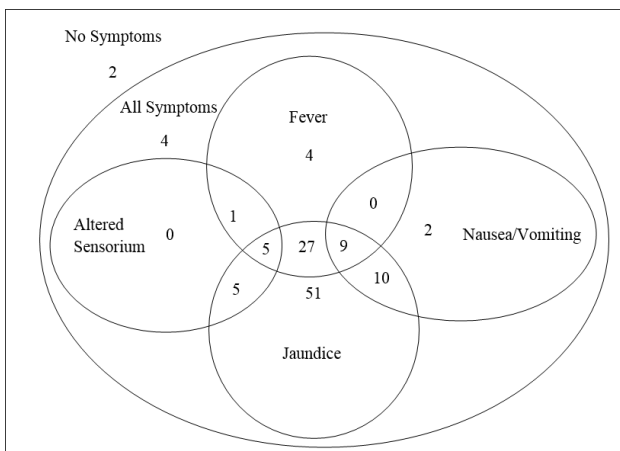 No Symptoms
2
All Symptoms
4
Fever
4
1
0
Altered
Sensorium
0
2
Nausea/Vomiting
5
27
9
10
5
51
Jaundice